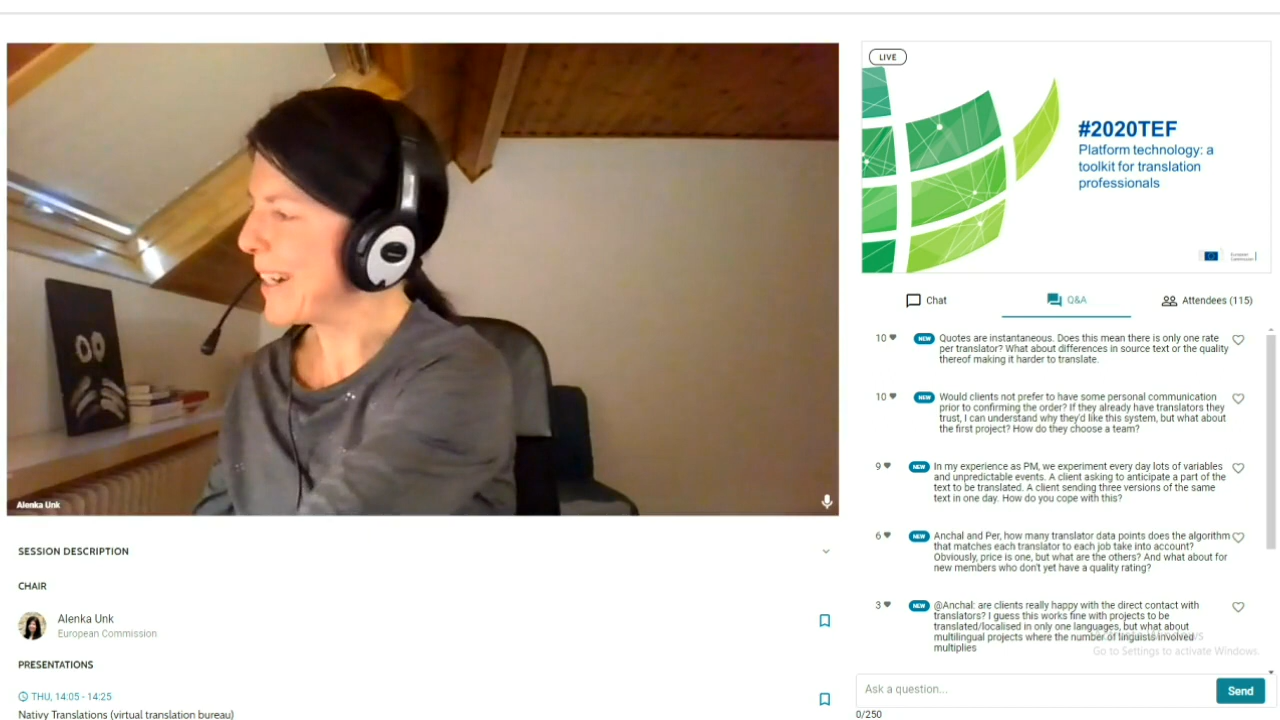 Alenka Unk
SESSION DESCRIPTION
CHAIR
Alenka Unk
European Commission
PRESENTATIONS
THU, 14:05 - 14:25
Nativy Translations (virtual translation bureau)
LIVE
#2020TEF
Platform technology: a
toolkit for translation
professionals
European
Commission
Chat
Q&A
Attendees (115)
10
NEW
Quotes are instantaneous. Does this mean there is only one rate
per translator? What about differences in source text or the quality
thereof making it harder to translate.
10
NEW
Would clients not prefer to have some personal communication
prior to confirming the order? If they already have translators they
trust, I can understand why they'd like this system, but what about
the first project? How do they choose a team?
9
NEW
In my experience as PM, we experiment every day lots of variables
and unpredictable events. A client asking to anticipate a part of the
text to be translated. A client sending three versions of the same
text in one day. How do you cope with this?
6
NEW
Anchal and Per, how many translator data points does the algorithm
that matches each translator to each job take into account?
Obviously, price is one, but what are the others? And what about for
new members who don't yet have a quality rating?
3
NEW
@Anchal: are clients really happy with the direct contact with
translators? I guess this works fine with projects to be
translated/localised in only one languages, but what about
multilingual projects where the number of linguists involved
multiplies
Go to Settings to activate Windows.
Ask a question...
Send
0/250